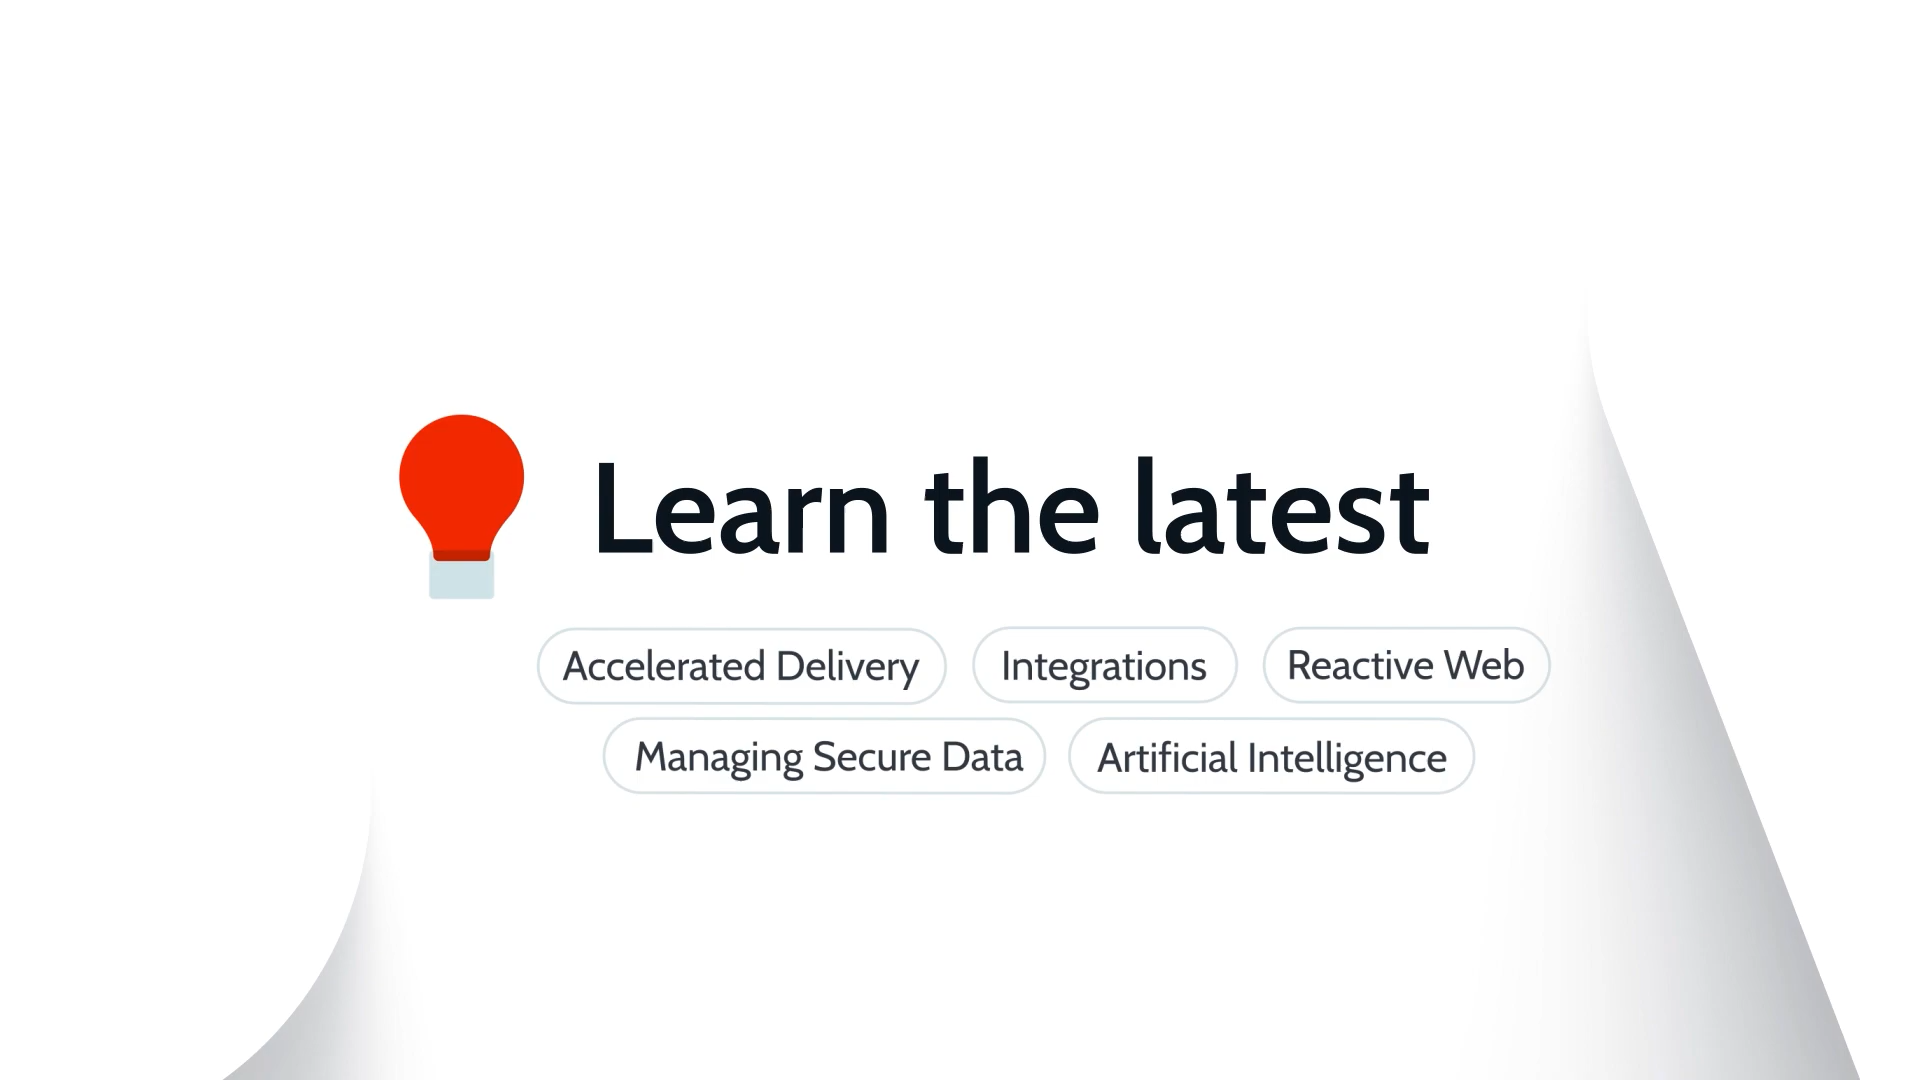 Learn the latest
Accelerated Delivery Integrations Reactive Web
Managing Secure Data Artificial Intelligence